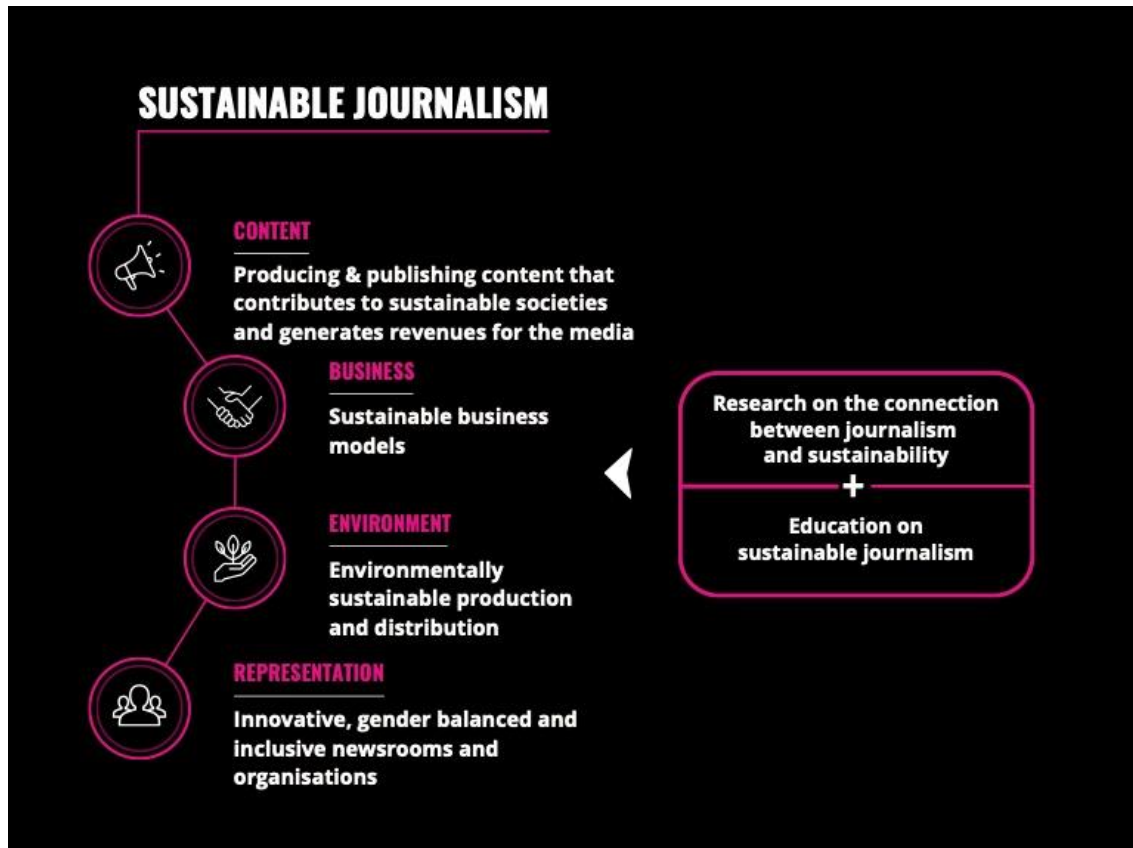 SUSTAINABLE JOURNALISM
CONTENT
Producing & publishing content that
contributes to sustainable societies
and generates revenues for the media
BUSINESS
Sustainable business
models
ENVIRONMENT
Environmentally
sustainable production
and distribution
REPRESENTATION
Innovative, gender balanced and
inclusive newsrooms and
organisations
Research on the connection
between journalism
and sustainability
+
Education on
sustainable journalism